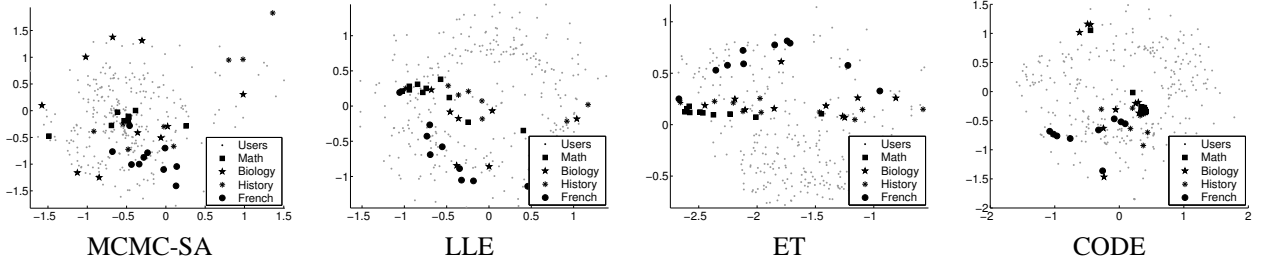 1.5
1
0.5
0
−0.5
−1
−1.5
−1.5 −1 −0.5 0 0.5 1 1.5
Users
Math
Biology
History
French
MCMC-SA
1
0.5
0
−0.5
−1
−1.5 −1 −0.5 0 0.5 1
Users
Math
Biology
History
French
LLE
1
0.5
0
−0.5
−2.5 −2 −1.5 −1
Users
Math
Biology
History
French
ET
1.5
1
0.5
0
−0.5
−1
−1.5
−2
−2 −1 0 1 2
Users
Math
Biology
History
French
CODE